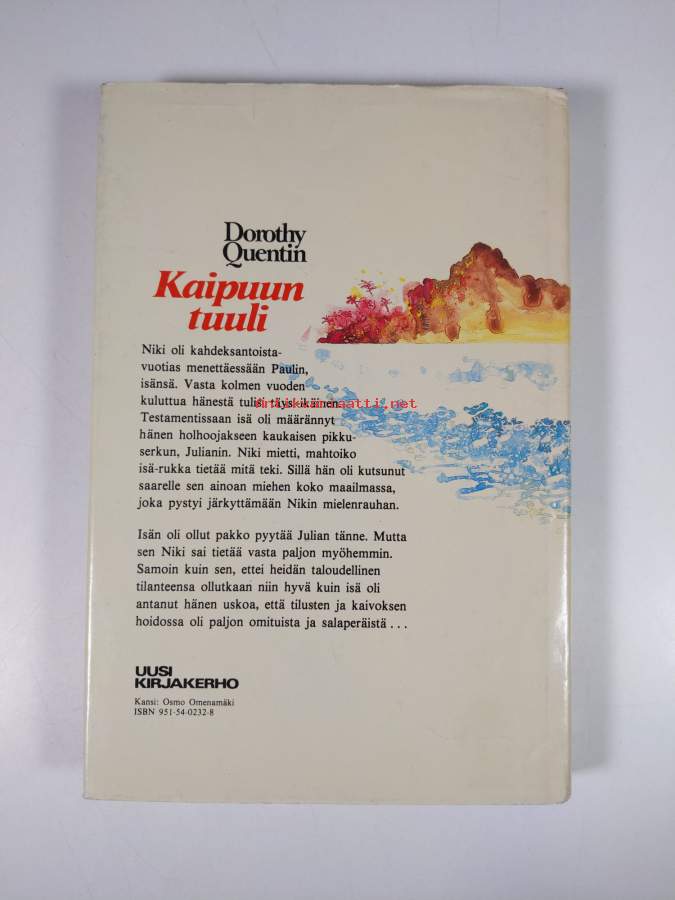 Dorothy
Quentin
Kaipuun
tuuli
Niki oli kahdeksantoista-
vuotias menettäessään Paulin,
isänsä. Vasta kolmen vuoden
kuluttua hänestä tulisi täysi-ikäinen.
antiikkinmaatti.net
Testamentissaan isä oli määrännyt
hänen holhoojakseen kaukaisen pikku-
serkun, Julianin. Niki mietti, mahtoiko
isä-rukka tietää mitä teki. Sillä hän oli kutsunut
saarelle sen ainoan miehen koko maailmassa,
joka pystyi järkyttämään Nikin mielenrauhan.
Isän oli ollut pakko pyytää Julian tänne. Mutta
sen Niki sai tietää vasta paljon myöhemmin.
Samoin kuin sen, ettei heidän taloudellinen
tilanteensa ollutkaan niin hyvä kuin isä oli
antanut hänen uskoa, että tilusten ja kaivoksen
hoidossa oli paljon omituista ja salaperäistä . . .
UUSI
KIRJAKERHO
Kansi: Osmo Omenamäki
ISBN 951-54-0232-8